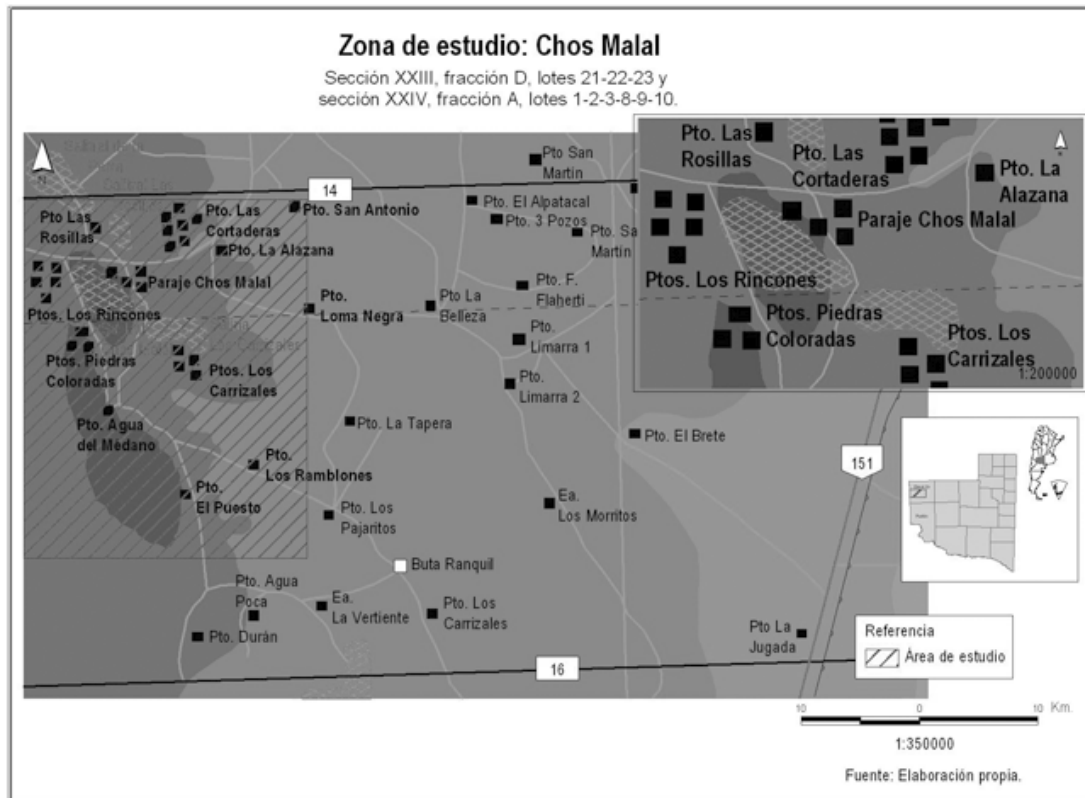 Zona de estudio: Chos Malal
Sección XXIII, fracción D, lotes 21-22-23 y
sección XXIV, fracción A, lotes 1-2-3-8-9-10.
14
Pto San
Martín
Pto. El Alpatacal
Pto. 3 Pozos
Pto. Sa
Martín
Pto Las
Rosillas
Pto. Las
Cortaderas
Pto. San Antonio
Pto. La Alazana
Paraje Chos Malal
Ptos. Los Rincones
Pto.
Loma Negra
Pto La
Belleza
Pto. F.
Flaherti
Pto.
Limarra 1
Pto.
Limarra 2
Ptos. Piedras
Coloradas
Ptos. Los
Carrizales
Pto. Agua
del Médano
Pto. La Tapera
Pto. El Brete
Pto.
Los Ramblones
Pto.
El Puesto
Pto. Los
Pajaritos
Ea.
Los Morritos
151
Buta Ranquil
Pto. Agua
Poca
Ea.
La Vertiente
Pto. Los
Carrizales
Pto. Durán
Pto La
Jugada
16
Pto. Las
Rosillas
Pto. Las
Cortaderas
Pto. La
Alazana
Paraje Chos Malal
Ptos. Los Rincones
Ptos. Piedras
Coloradas
Ptos. Los
Carrizales
1:200000
Referencia
Área de estudio
10 0 10 Km.
1:350000
Fuente: Elaboración propia.